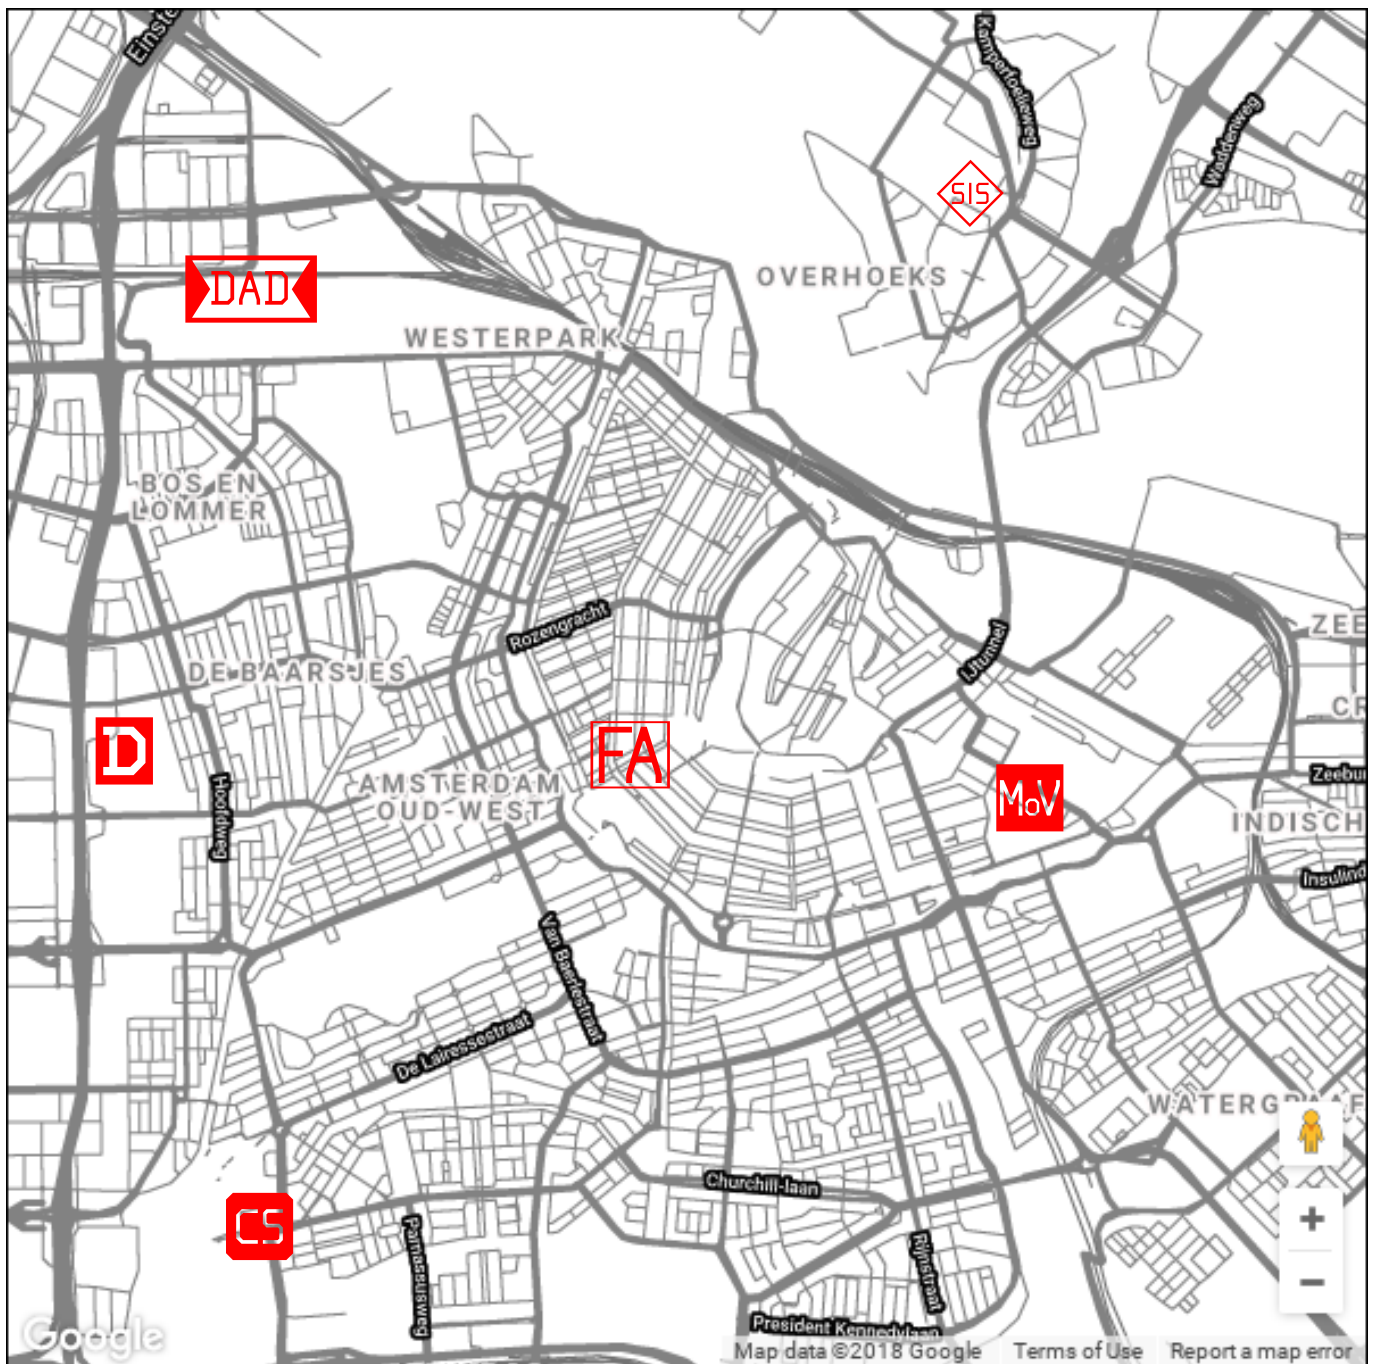 Einste
Kamperfoelieweg
Waddenweg
SIS
OVERHOEKS
DAD
WESTERPARK
BOS EN
LOMMER
Rozengracht
IJtunnel
ZEE
DE BAARSJES
CR
D
FA
Hoofdweg
AMSTERDAM
OUD-WEST
MoV
Zeebur
INDISCH
Insulind
Van Baerlestraat
De Lairessestraat
WATERGRAAF
Churchill-laan
CS
Parnassusweg
Rijnstraat
President Kennedylaan
Google
Map data ©2018 Google
Terms of Use
Report a map error